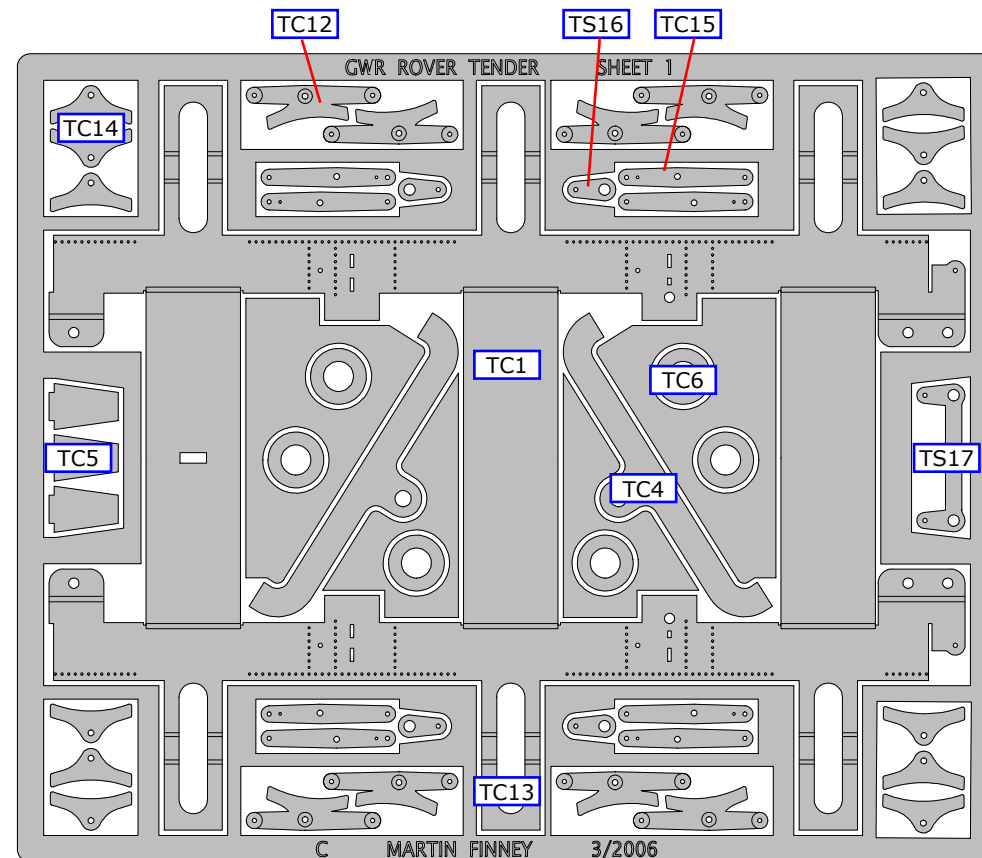 TC12 TS16 TC15
GWR ROVER TENDER SHEET 1
TC14
TC1
TC6
TC5
TC4
TS17
TC13
C MARTIN FINNEY 3/2006